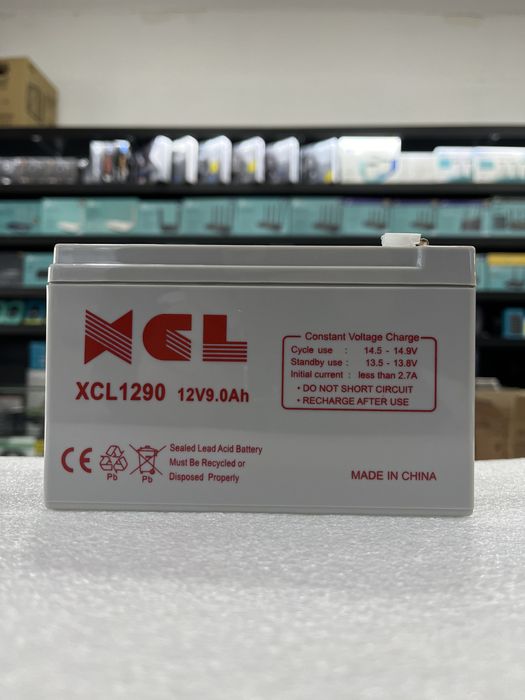 XCL
XCL1290 12V9.0Ah
Constant Voltage Charge
Cycle use : 14.5 - 14.9V
Standby use : 13.5 - 13.8V
Initial current : less than 2.7A
• DO NOT SHORT CIRCUIT
• RECHARGE AFTER USE
CE
Pb
Pb
Sealed Lead Acid Battery
Must Be Recycled or
Disposed Properly
MADE IN CHINA